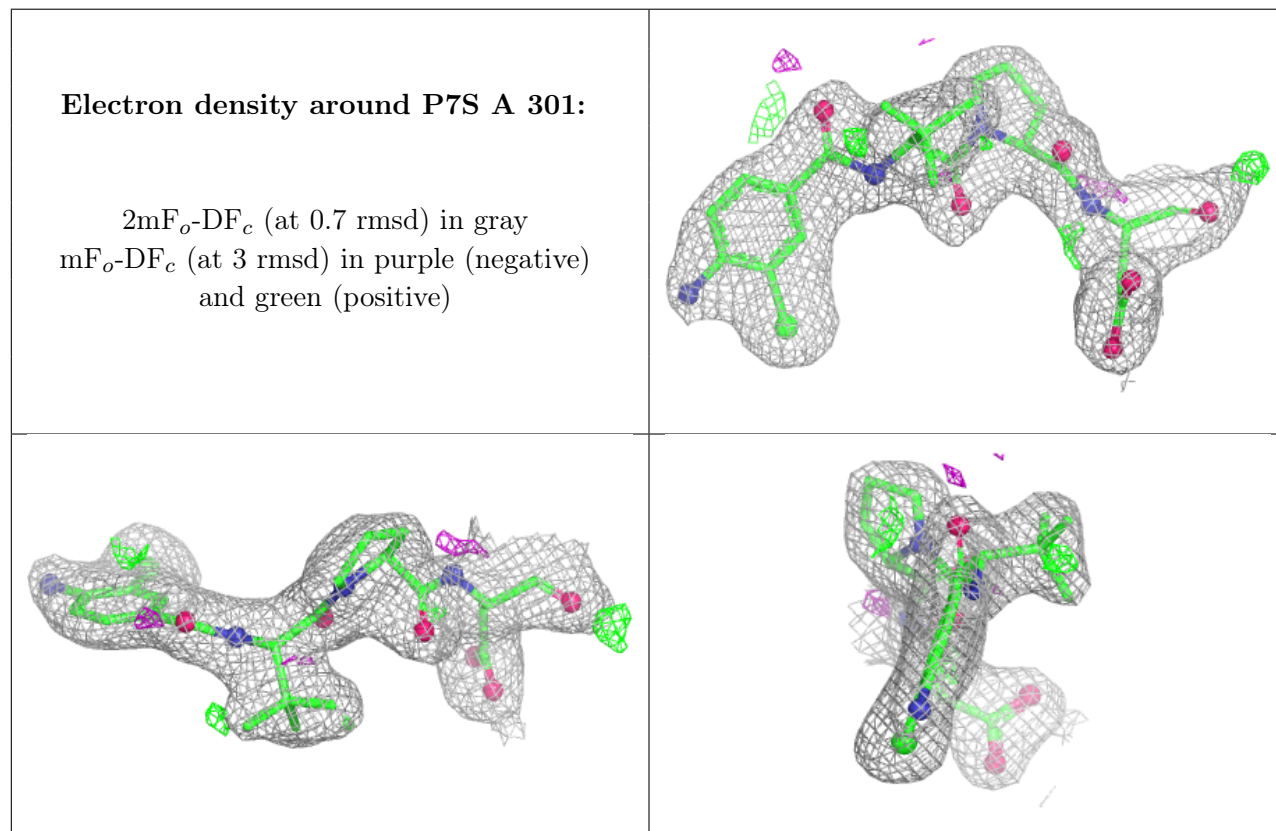 Electron density around P7S A 301:
2mFₒ-DF𝒸 (at 0.7 rmsd) in gray
mFₒ-DF𝒸 (at 3 rmsd) in purple (negative)
and green (positive)